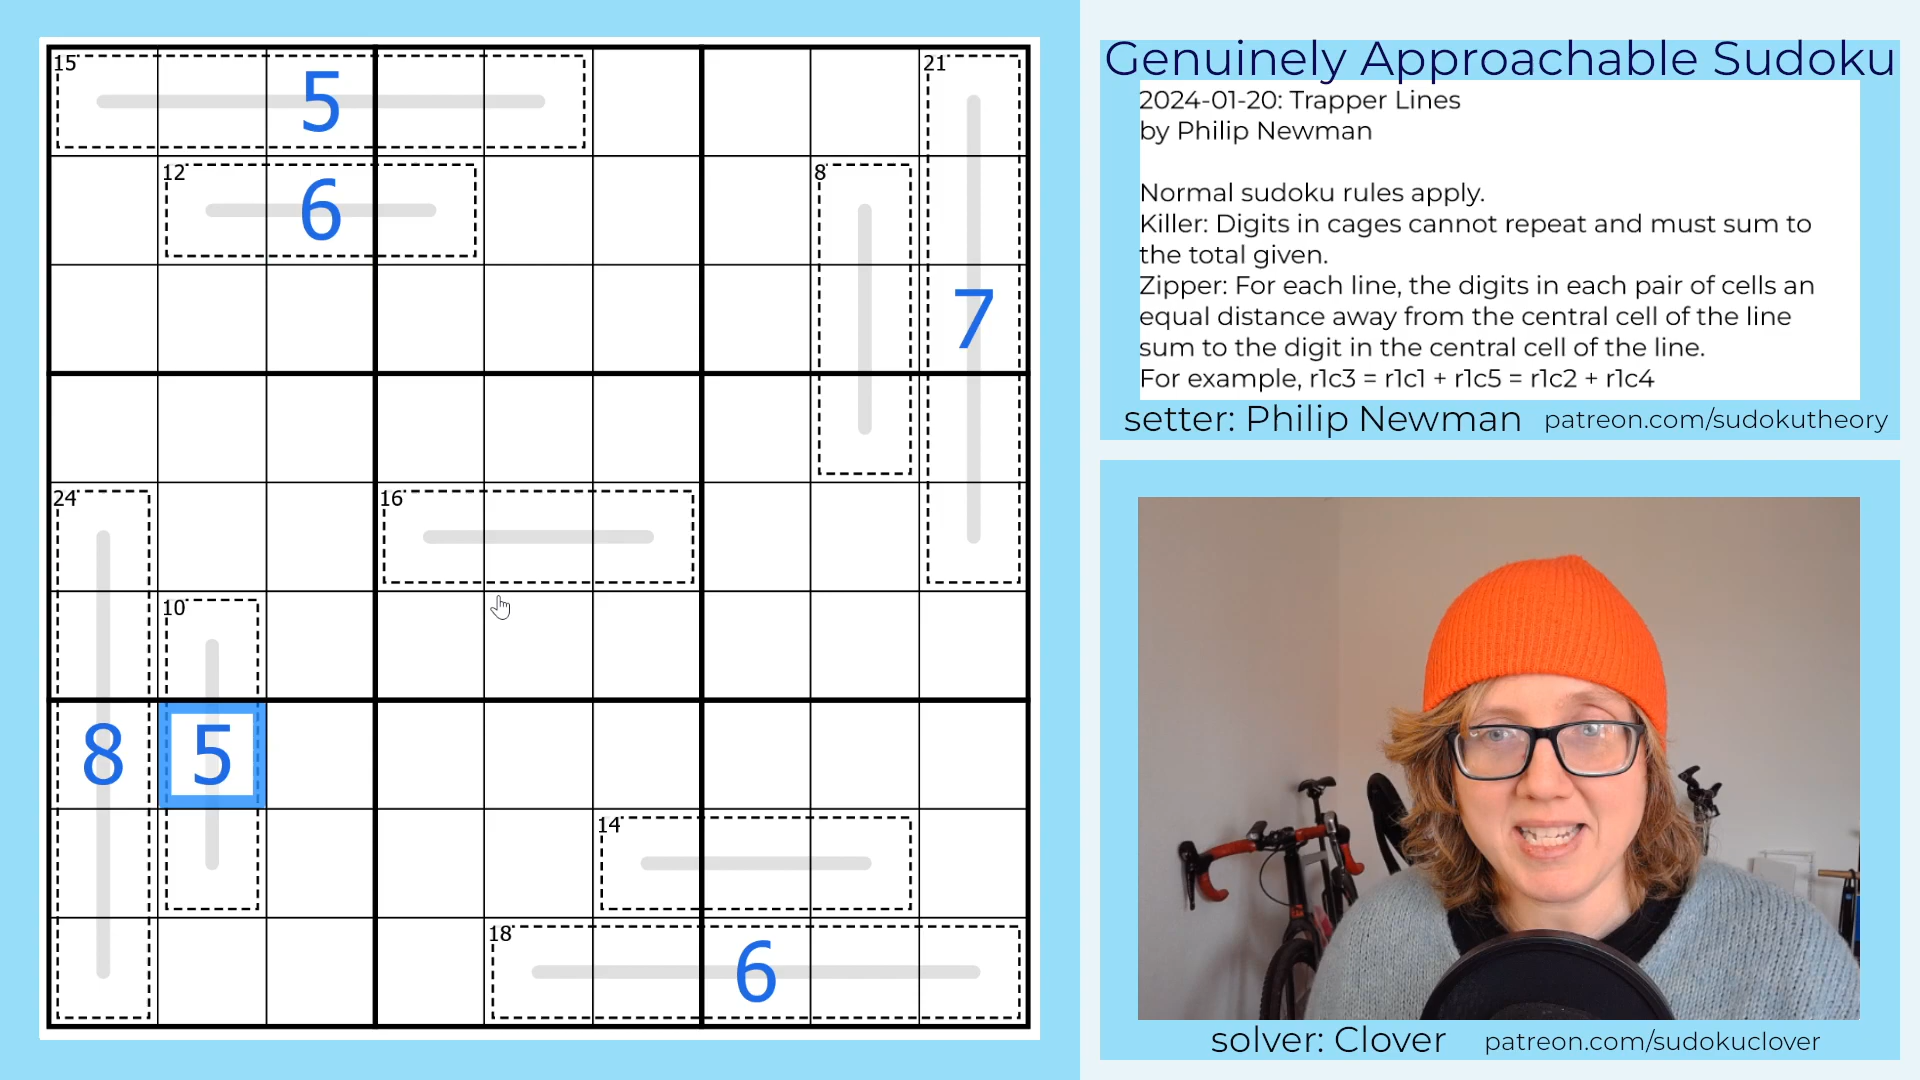 Genuinely Approachable Sudoku
2024-01-20: Trapper Lines
by Philip Newman
Normal sudoku rules apply.
Killer: Digits in cages cannot repeat and must sum to
the total given.
Zipper: For each line, the digits in each pair of cells an
equal distance away from the central cell of the line
sum to the digit in the central cell of the line.
For example, r1c3 = r1c1 + r1c5 = r1c2 + r1c4
setter: Philip Newman patreon.com/sudokutheory
15 5 21
12 6 8
7
24 16
10
8 5
14
18 6
solver: Clover patreon.com/sudokuclover